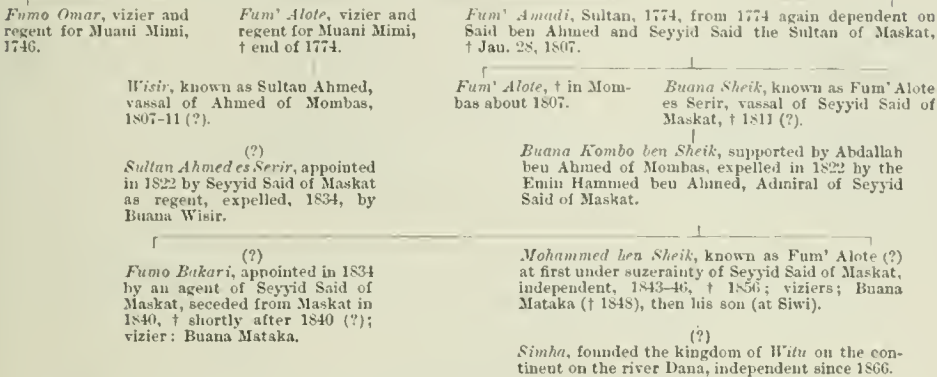 Fumo Omar, vizier and
regent for Muani Mimi,
1746.
Fum' Alote, vizier and
regent for Muani Mimi,
† end of 1774.
Fum' Amadi, Sultan, 1774, from 1774 again dependent on
Said ben Ahmed and Seyyid Said the Sultan of Maskat,
† Jan. 28, 1807.
Wisir, known as Sultan Ahmed,
vassal of Ahmed of Mombas,
1807-11 (?).
Fum' Alote, † in Mom-
bas about 1807.
Buana Sheik, known as Fum' Alote
es Serir, vassal of Seyyid Said of
Maskat, † 1811 (?).
(?)
Sultan Ahmed es Serir, appointed
in 1822 by Seyyid Said of Maskat
as regent, expelled, 1834, by
Buana Wisir.
Buana Kombo ben Sheik, supported by Abdallah
ben Ahmed of Mombas, expelled in 1822 by the
Emin Hammed beu Ahmed, Admiral of Seyyid
Said of Maskat.
(?)
Fumo Bakari, appointed in 1834
by an agent of Seyyid Said of
Maskat, seceded from Maskat in
1840, † shortly after 1840 (?);
vizier: Buana Mataka.
Mohammed ben Sheik, known as Fum' Alote (?)
at first under suzerainty of Seyyid Said of Maskat,
independent, 1843-46, † 1856; viziers; Buana
Mataka († 1848), then his son (at Siwi).
(?)
Simha, founded the kingdom of Witu on the con-
tinent on the river Dana, independent since 1866.